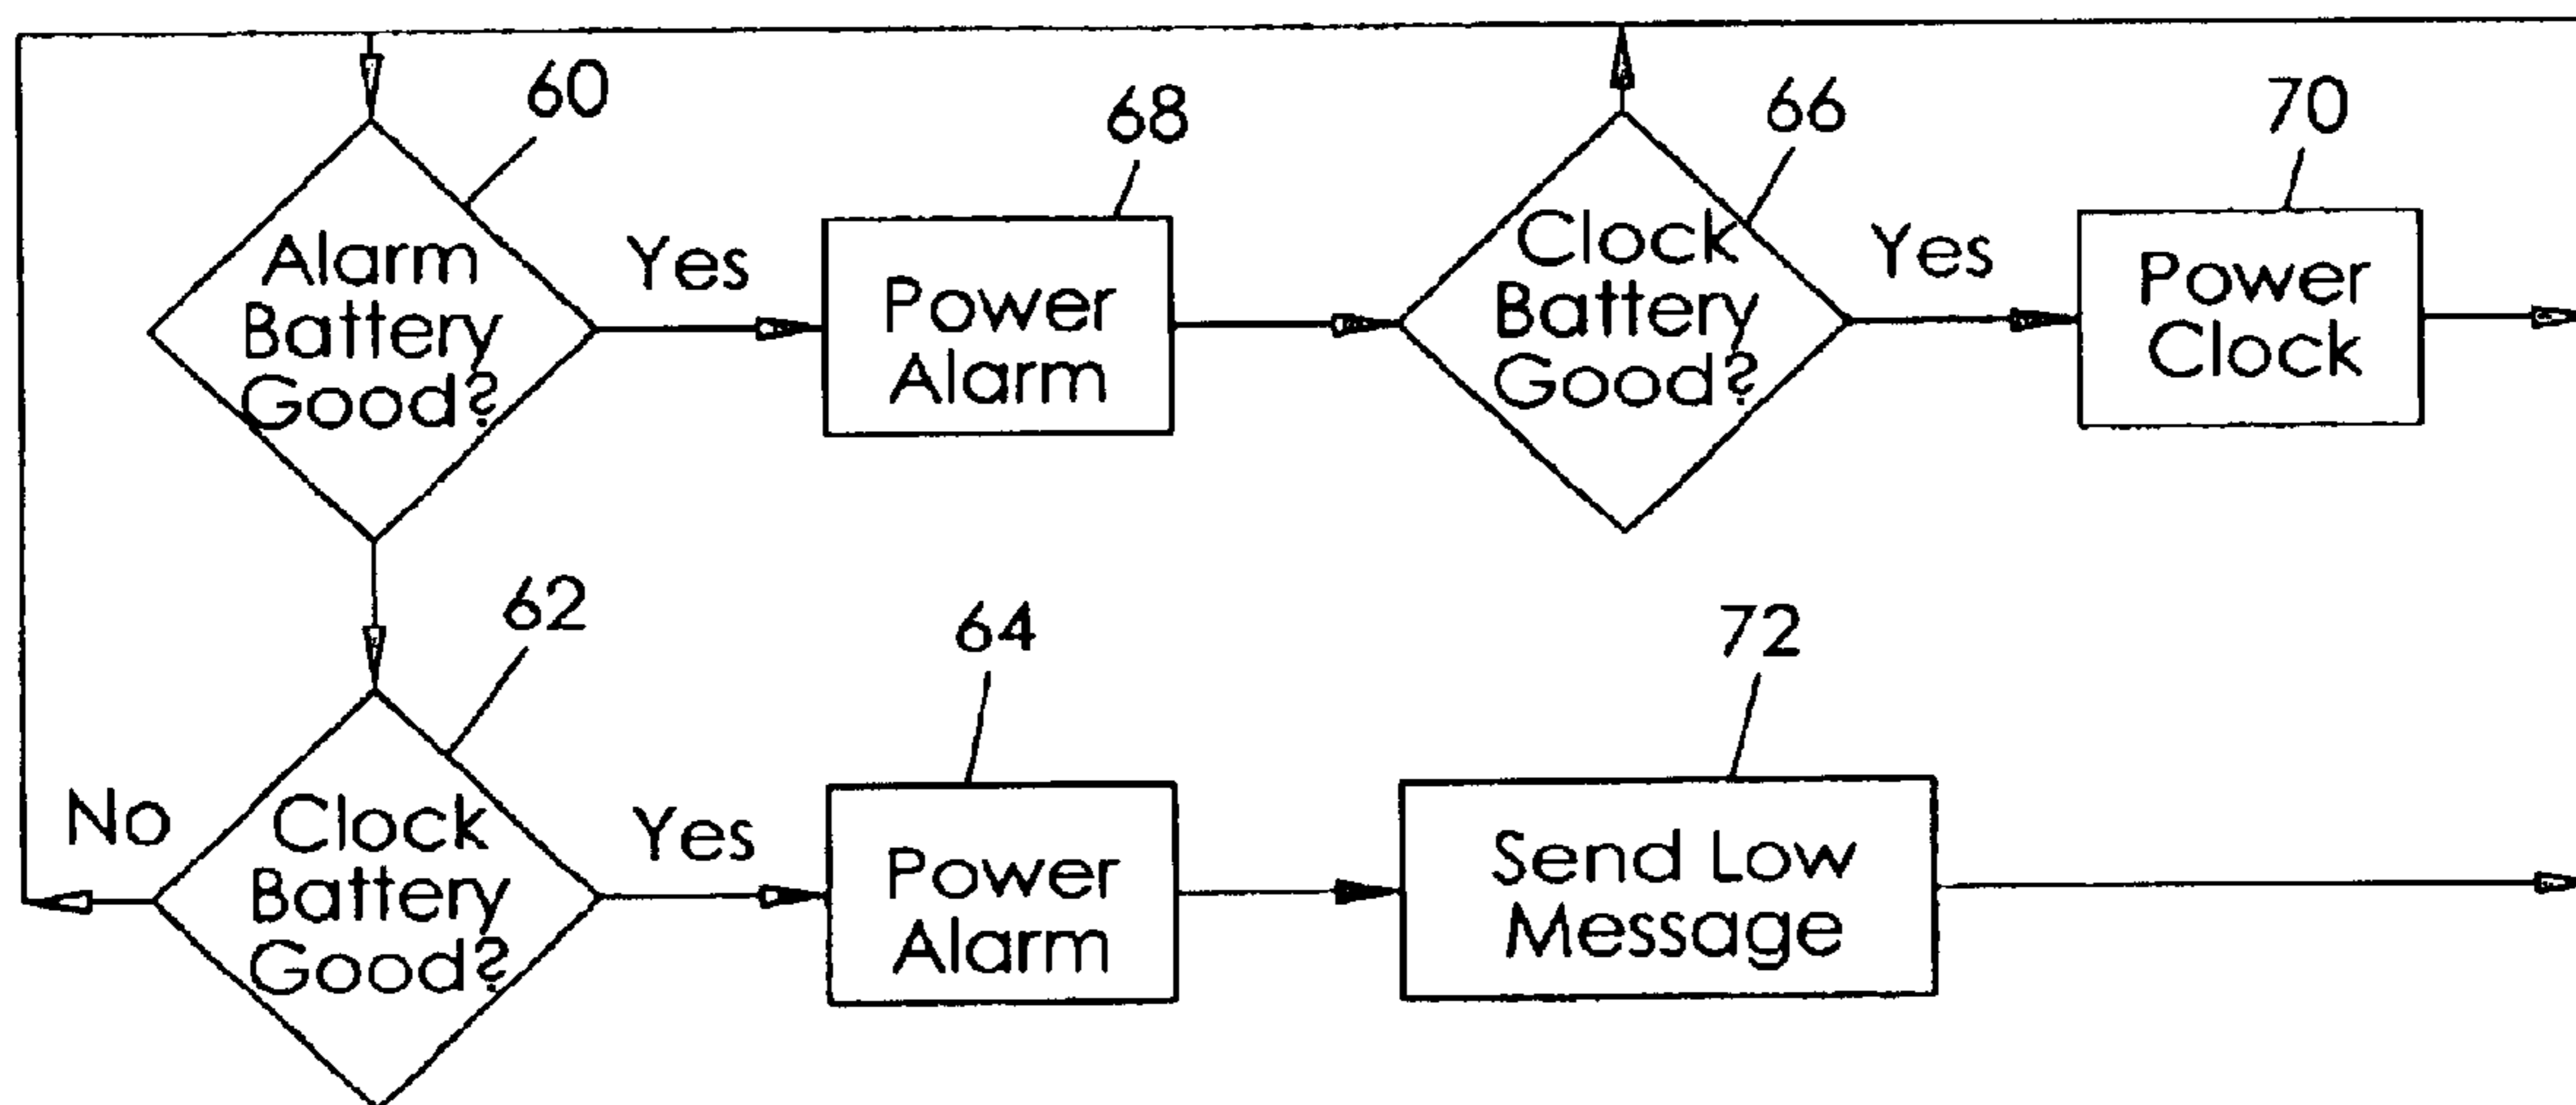 60
68
66
70
Alarm
Battery
Good?
Yes
Power
Alarm
Clock
Battery
Good?
Yes
Power
Clock
62
64
72
No
Clock
Battery
Good?
Yes
Power
Alarm
Send Low
Message